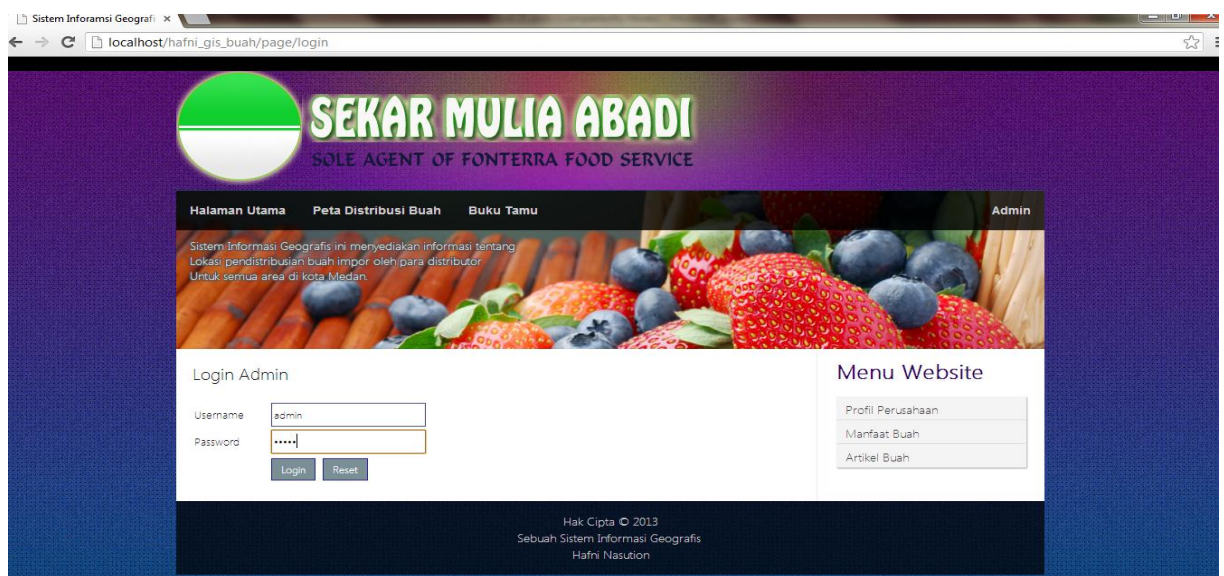 Sistem Inforamsi Geografi
localhost/hafni_gis_buah/page/login
SEKAR MULIA ABADI
SOLE AGENT OF FONTERRA FOOD SERVICE
Halaman Utama Peta Distribusi Buah Buku Tamu Admin
Sistem Informasi Geografis ini menyediakan informasi tentang
Lokasi pendistribusian buah impor oleh para distributor
Untuk semua area di kota Medan.
Login Admin
Username admin
Password •••••
Login Reset
Menu Website
Profil Perusahaan
Manfaat Buah
Artikel Buah
Hak Cipta © 2013
Sebuah Sistem Informasi Geografis
Hafni Nasution